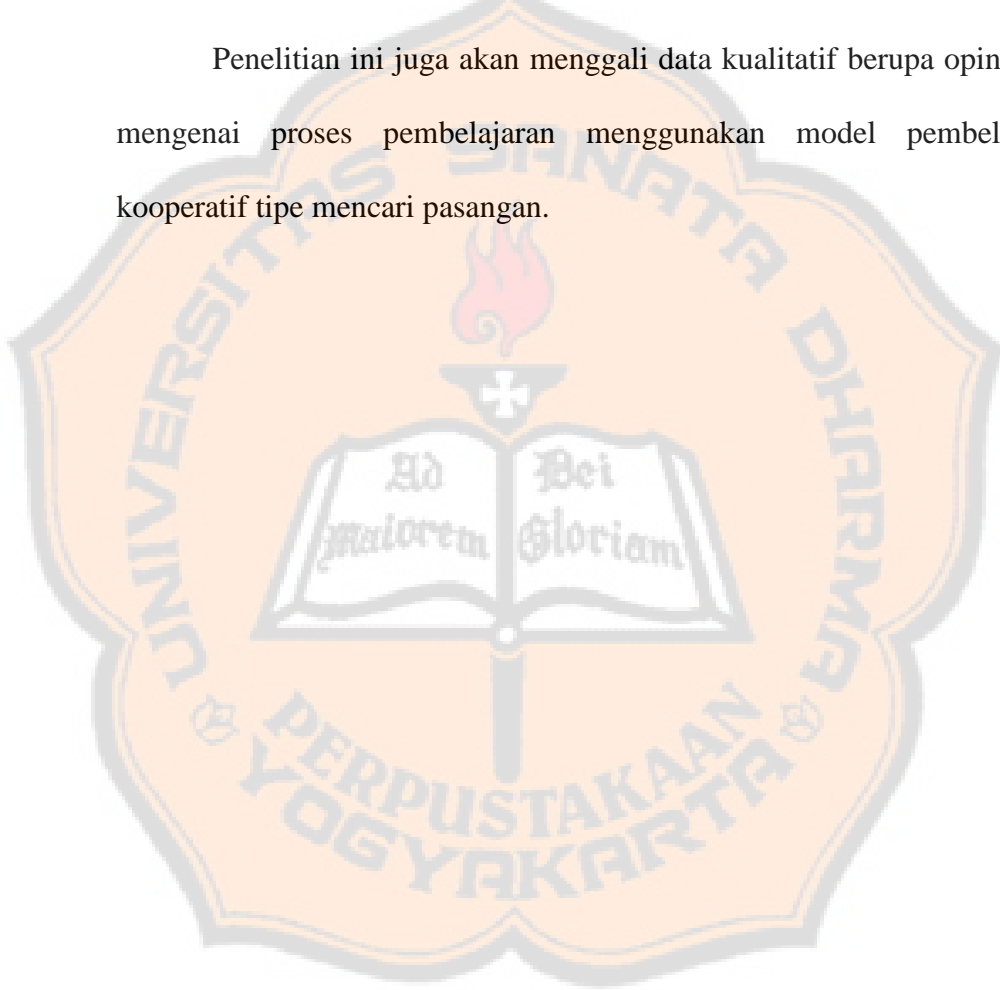 Penelitian ini juga akan menggali data kualitatif berupa opin
mengenai proses pembelajaran menggunakan model pembel
kooperatif tipe mencari pasangan.
UNIVERSITAS SANATA DHARMA
Ad Dei
Maiorem Gloriam
PERPUSTAKAAN
YOGYAKARTA